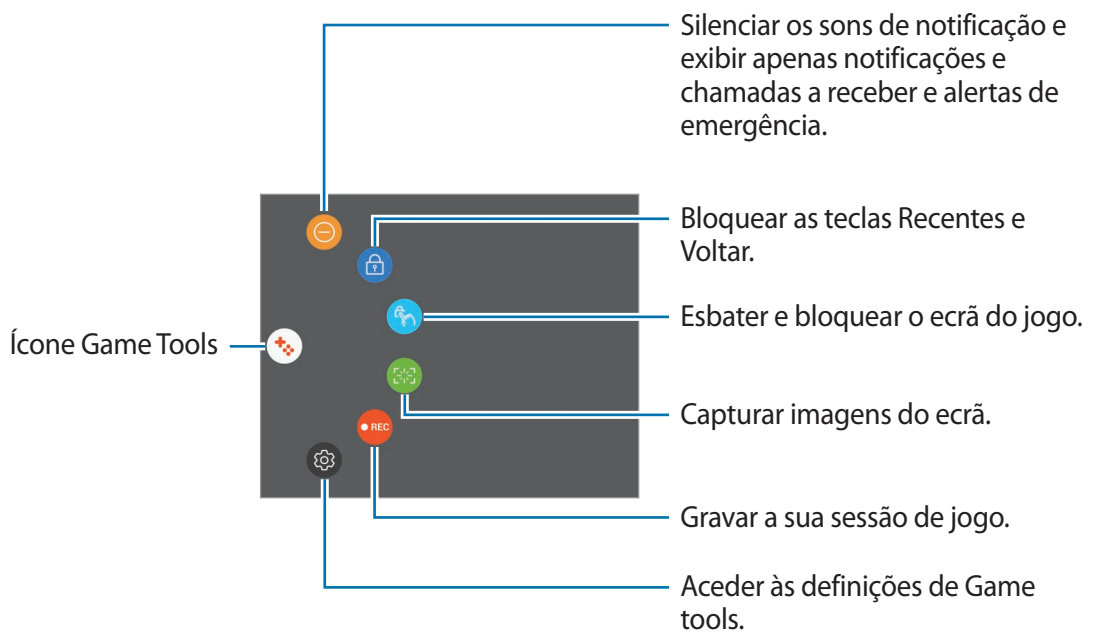 Silenciar os sons de notificação e
exibir apenas notificações e
chamadas a receber e alertas de
emergência.
Bloquear as teclas Recentes e
Voltar.
Esbater e bloquear o ecrã do jogo.
Ícone Game Tools
Capturar imagens do ecrã.
REC
Gravar a sua sessão de jogo.
Aceder às definições de Game
tools.